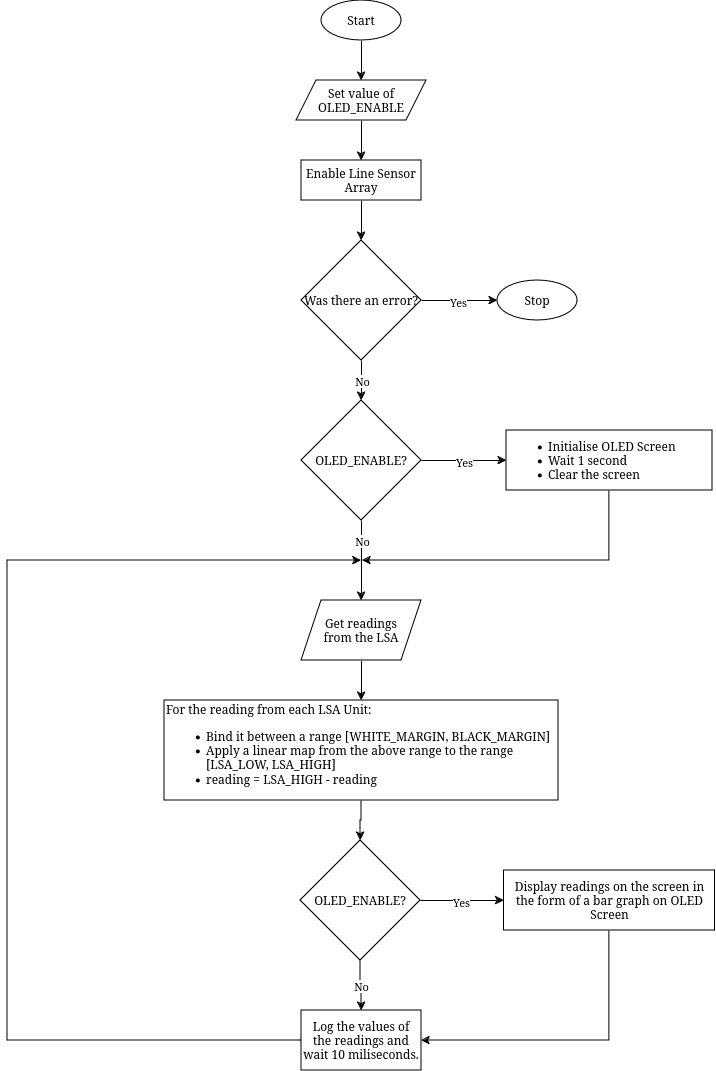 Start
Set value of
OLED_ENABLE
Enable Line Sensor
Array
Was there an error?
Yes
Stop
No
OLED_ENABLE?
Yes
• Initialise OLED Screen
• Wait 1 second
• Clear the screen
No
Get readings
from the LSA
For the reading from each LSA Unit:
• Bind it between a range [WHITE_MARGIN, BLACK_MARGIN]
• Apply a linear map from the above range to the range
[LSA_LOW, LSA_HIGH]
• reading = LSA_HIGH - reading
OLED_ENABLE?
Yes
Display readings on the screen in
the form of a bar graph on OLED
Screen
No
Log the values of
the readings and
wait 10 miliseconds.